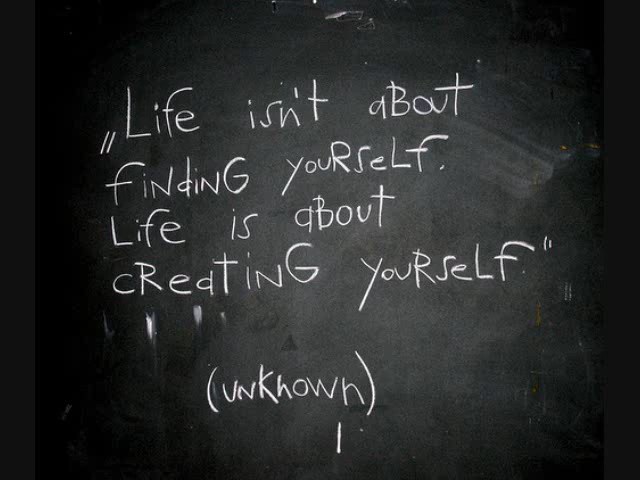 „Life isn't about
finding yourself.
Life is about
creating yourself."
(unknown)